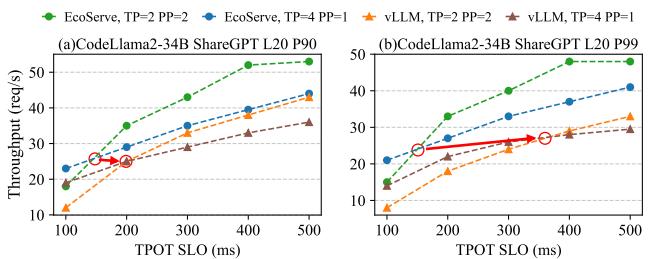 EcoServe, TP=2 PP=2 EcoServe, TP=4 PP=1 vLLM, TP=2 PP=2 vLLM, TP=4 PP=1
(a)CodeLlama2-34B ShareGPT L20 P90
50
40
30
20
10
Throughput (req/s)
100 200 300 400 500
TPOT SLO (ms)
(b)CodeLlama2-34B ShareGPT L20 P99
50
40
30
20
10
100 200 300 400 500
TPOT SLO (ms)